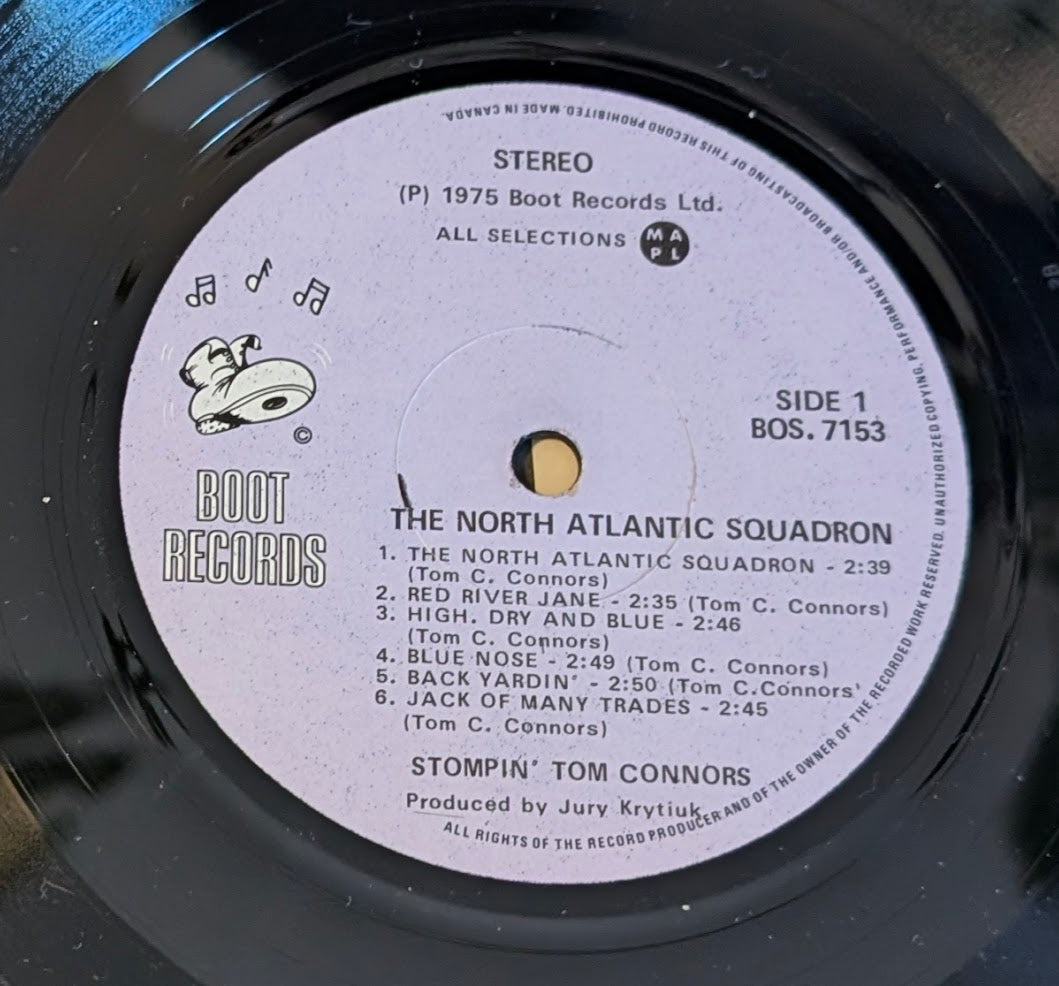 STEREO
(P) 1975 Boot Records Ltd.
ALL SELECTIONS M A
P L
©
BOOT
RECORDS
SIDE 1
BOS. 7153
THE NORTH ATLANTIC SQUADRON
1. THE NORTH ATLANTIC SQUADRON - 2:39
(Tom C. Connors)
2. RED RIVER JANE - 2:35 (Tom C. Connors)
3. HIGH. DRY AND BLUE - 2:46
(Tom C. Connors)
4. BLUE NOSE - 2:49 (Tom C. Connors)
5. BACK YARDIN' - 2:50 (Tom C.Connors'
6. JACK OF MANY TRADES - 2:45
(Tom C. Connors)
STOMPIN' TOM CONNORS
Produced by Jury Krytiuk
ALL RIGHTS OF THE RECORD PRODUCER AND OF THE OWNER OF THE RECORDED WORK RESERVED. UNAUTHORIZED COPYING, PERFORMANCE AND/OR BROADCASTING OF THIS RECORD PROHIBITED. MADE IN CANADA.